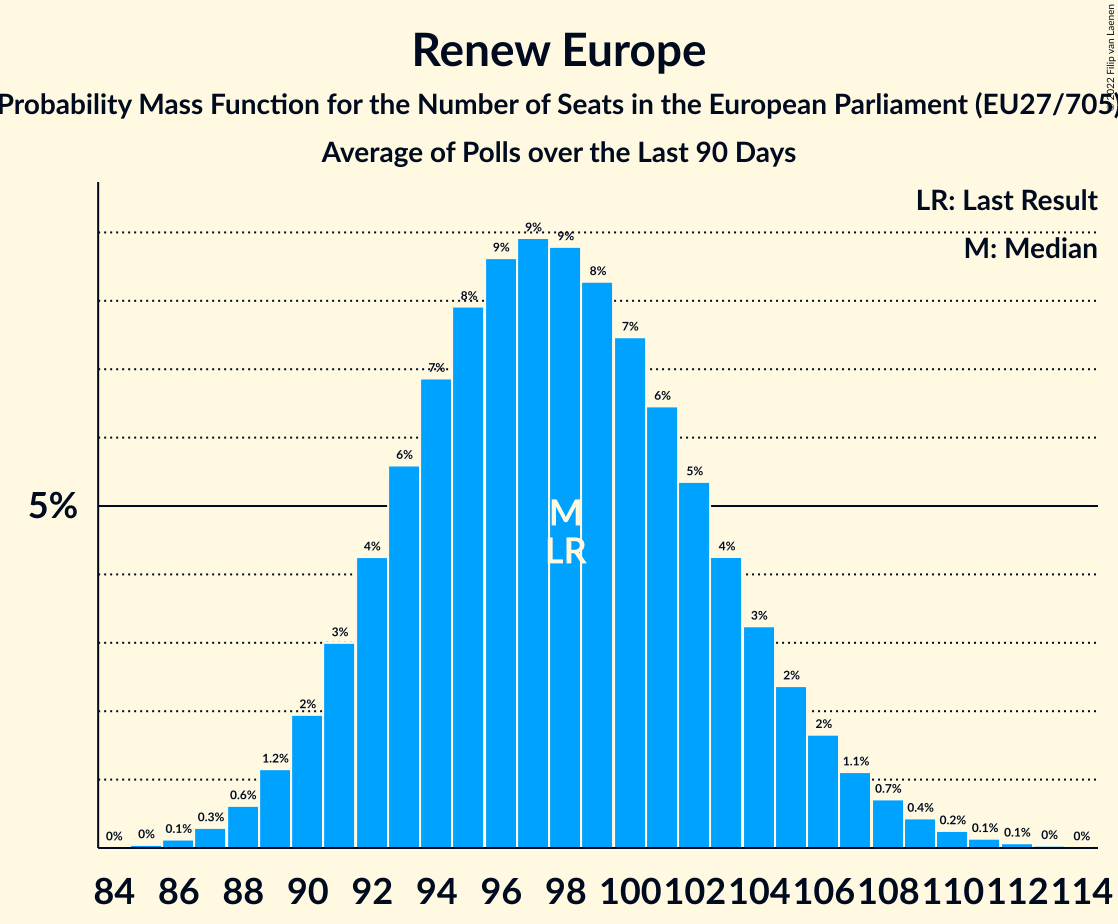 Renew Europe
Probability Mass Function for the Number of Seats in the European Parliament (EU27/705)
Average of Polls over the Last 90 Days
© 2022 Filip van Laenen
LR: Last Result
M: Median
5%
0% 0% 0.1% 0.3% 0.6% 1.2% 2% 3% 4% 6% 7% 8% 9% 9% 9% 8% 7% 6% 5% 4% 3% 2% 2% 1.1% 0.7% 0.4% 0.2% 0.1% 0.1% 0% 0%
M
LR
84 86 88 90 92 94 96 98 100 102 104 106 108 110 112 114